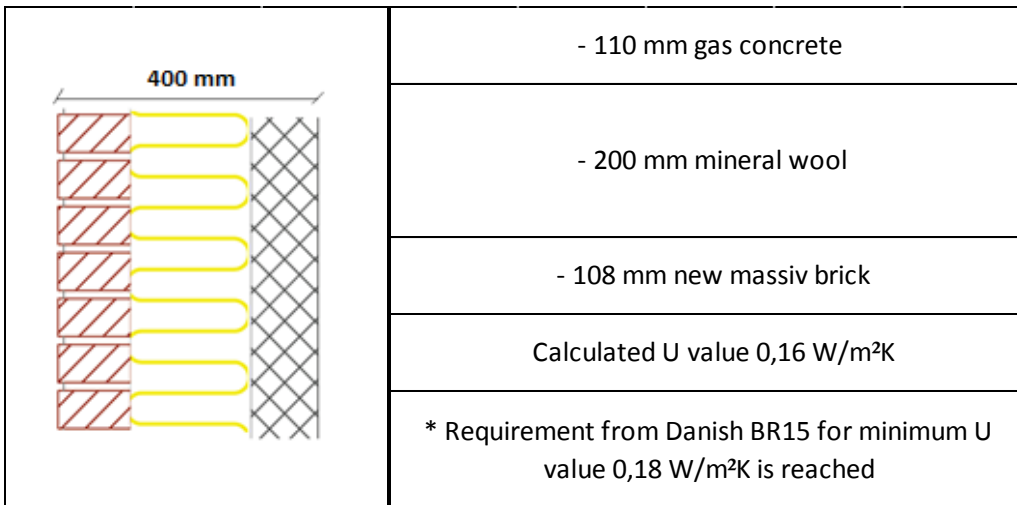 400 mm
- 110 mm gas concrete
- 200 mm mineral wool
- 108 mm new massiv brick
Calculated U value 0,16 W/m²K
* Requirement from Danish BR15 for minimum U
value 0,18 W/m²K is reached